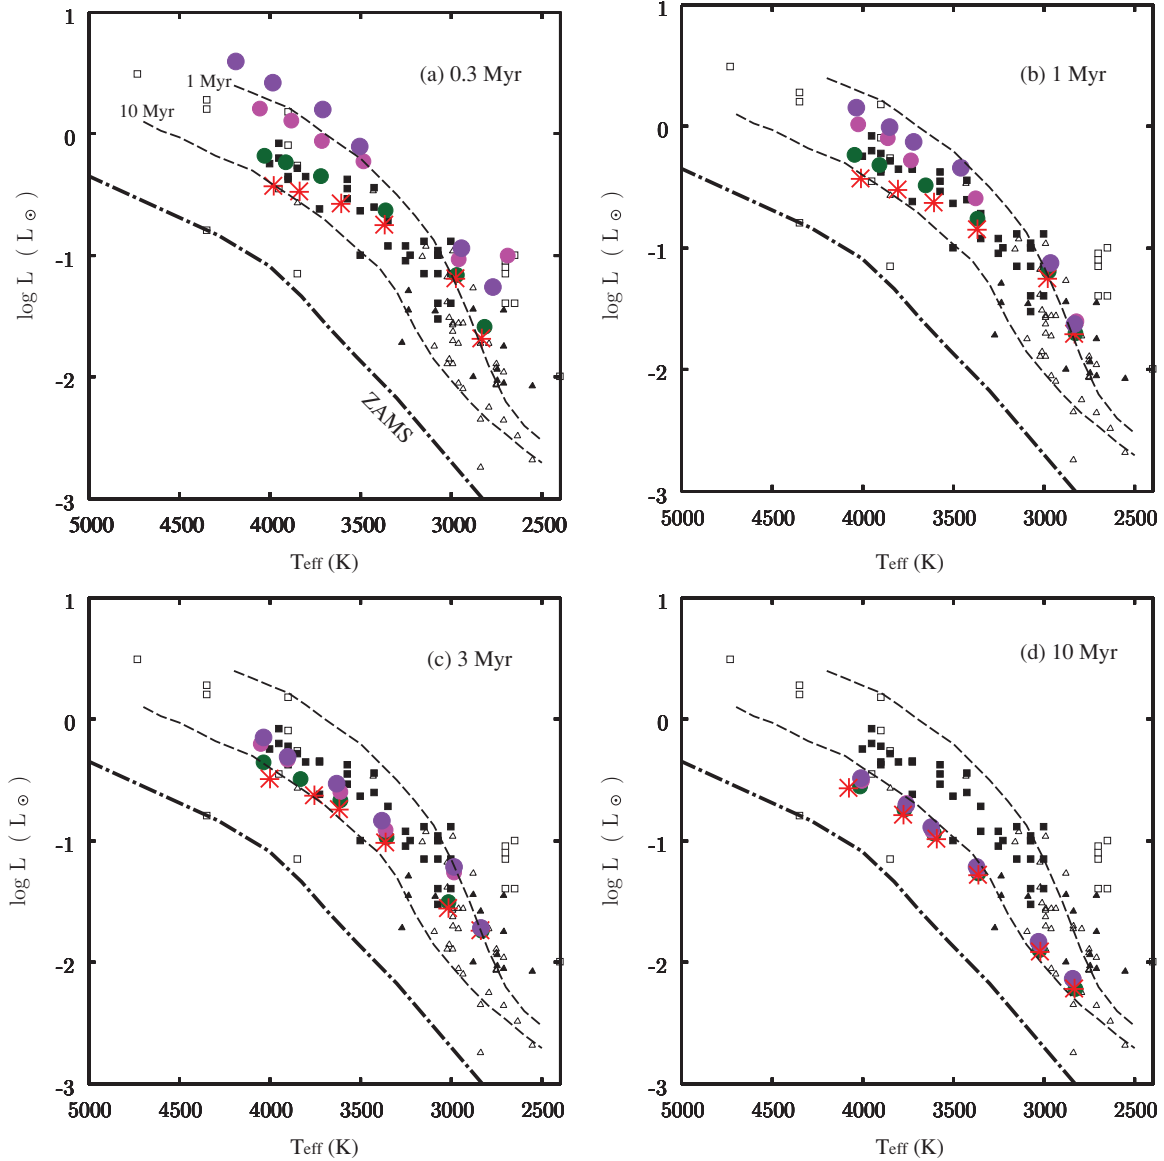 (a) 0.3 Myr
1 Myr
10 Myr
ZAMS
1
0
-1
-2
-3
5000 4500 4000 3500 3000 2500
log L ( L⊙ )
Teff (K)
(b) 1 Myr
1
0
-1
-2
-3
5000 4500 4000 3500 3000 2500
log L ( L⊙ )
Teff (K)
(c) 3 Myr
1
0
-1
-2
-3
5000 4500 4000 3500 3000 2500
log L ( L⊙ )
Teff (K)
(d) 10 Myr
1
0
-1
-2
-3
5000 4500 4000 3500 3000 2500
log L ( L⊙ )
Teff (K)